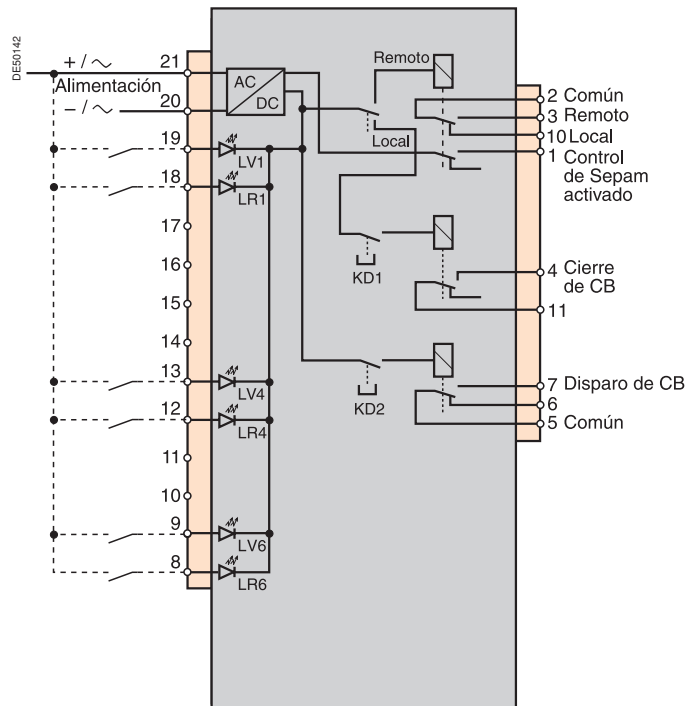 DE50142
+ / ∼ 21
Alimentación
− / ∼ 20
AC
DC
19
LV1
18
LR1
17
16
15
14
13
LV4
12
LR4
11
10
9
LV6
8
LR6
Remoto
Local
KD1
KD2
2 Común
3 Remoto
10 Local
1 Control
de Sepam
activado
4 Cierre
de CB
11
7 Disparo de CB
6
5 Común